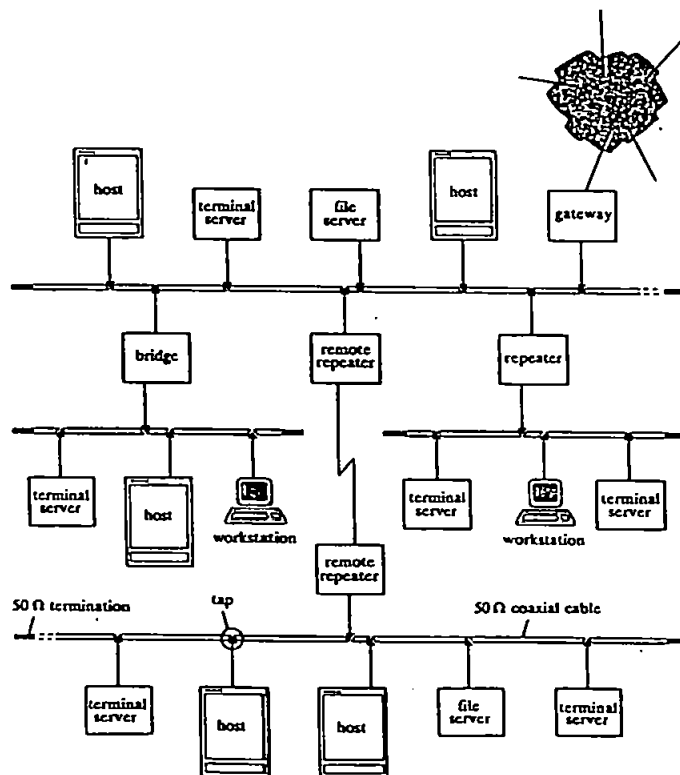 host
terminal
server
file
server
host
gateway
bridge
remote
repeater
repeater
terminal
server
host
workstation
terminal
server
workstation
terminal
server
remote
repeater
50 Ω termination
tap
50 Ω coaxial cable
terminal
server
host
host
file
server
terminal
server